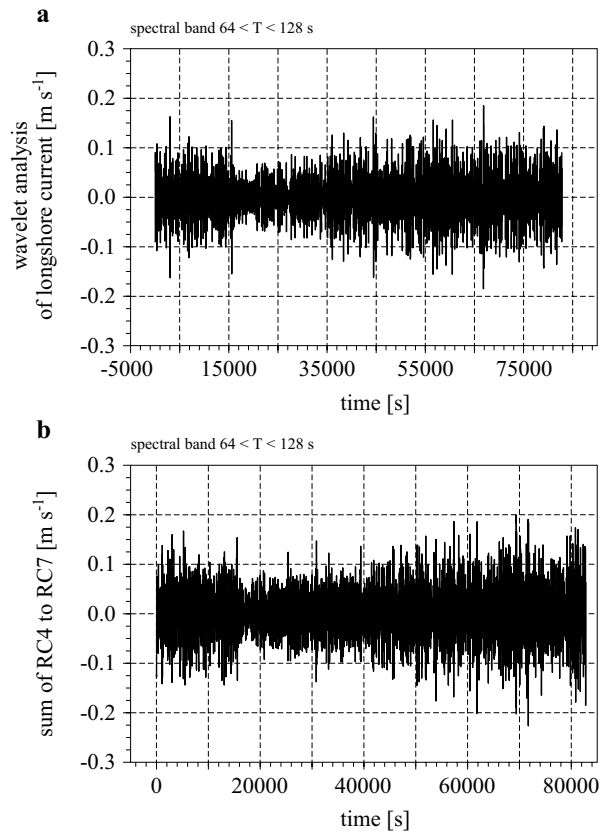 a
spectral band 64 < T < 128 s
wavelet analysis
of longshore current [m s⁻¹]
0.3
0.2
0.1
0.0
-0.1
-0.2
-0.3
-5000 15000 35000 55000 75000
time [s]
b
spectral band 64 < T < 128 s
sum of RC4 to RC7 [m s⁻¹]
0.3
0.2
0.1
0.0
-0.1
-0.2
-0.3
0 20000 40000 60000 80000
time [s]